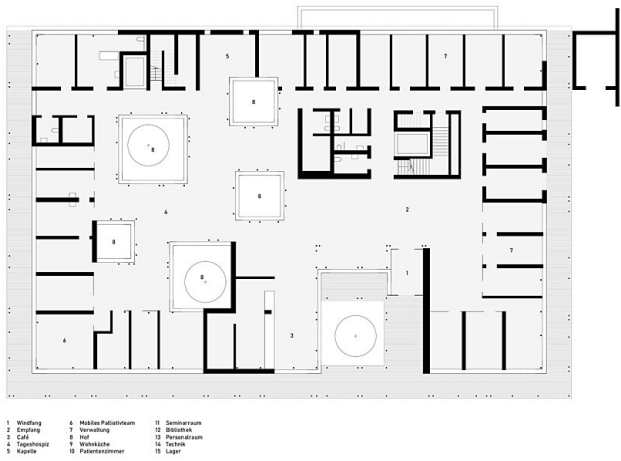 5
7
8
8
8
4
2
8
7
8
1
3
6
1 Windfang
2 Empfang
3 Café
4 Tageshospiz
5 Kapelle
6 Mobiles Palliativteam
7 Verwaltung
8 Hof
9 Wohnküche
10 Patientenzimmer
11 Seminarraum
12 Bibliothek
13 Personalraum
14 Technik
15 Lager